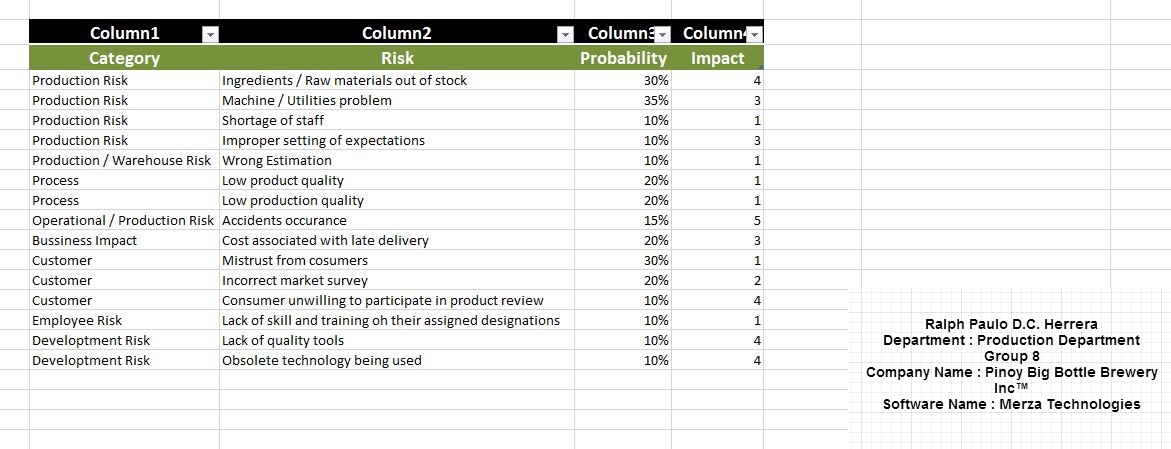 Column1 Column2 Column3 Column4
Category Risk Probability Impact
Production Risk Ingredients / Raw materials out of stock 30% 4
Production Risk Machine / Utilities problem 35% 3
Production Risk Shortage of staff 10% 1
Production Risk Improper setting of expectations 10% 3
Production / Warehouse Risk Wrong Estimation 10% 1
Process Low product quality 20% 1
Process Low production quality 20% 1
Operational / Production Risk Accidents occurance 15% 5
Bussiness Impact Cost associated with late delivery 20% 3
Customer Mistrust from cosumers 30% 1
Customer Incorrect market survey 20% 2
Customer Consumer unwilling to participate in product review 10% 4
Employee Risk Lack of skill and training oh their assigned designations 10% 1
Developtment Risk Lack of quality tools 10% 4
Developtment Risk Obsolete technology being used 10% 4
Ralph Paulo D.C. Herrera
Department : Production Department
Group 8
Company Name : Pinoy Big Bottle Brewery
Inc™
Software Name : Merza Technologies